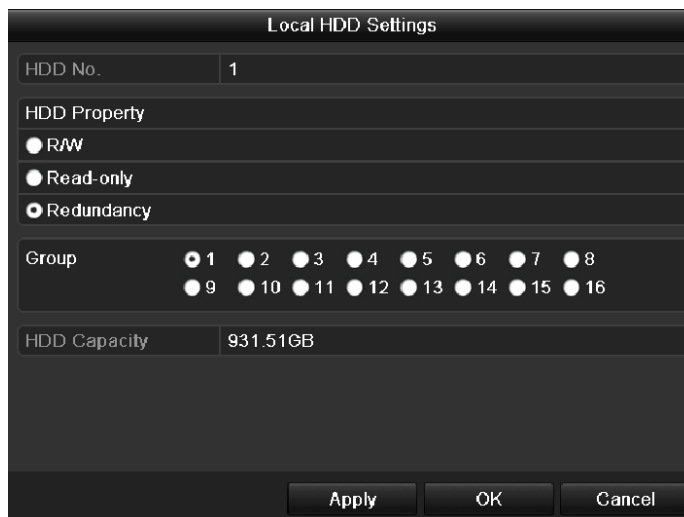 Local HDD Settings
HDD No. 1
HDD Property
R/W
Read-only
Redundancy
Group 1 2 3 4 5 6 7 8
9 10 11 12 13 14 15 16
HDD Capacity 931.51GB
Apply OK Cancel